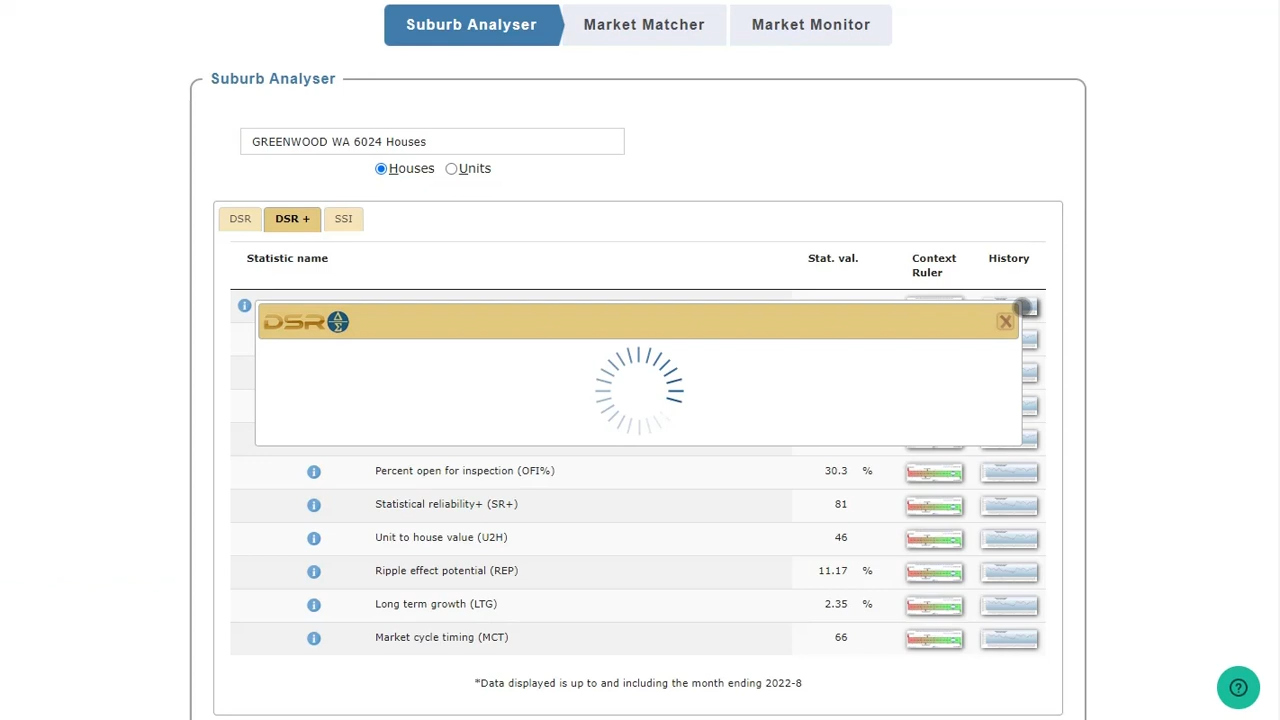 Suburb Analyser
Market Matcher
Market Monitor
Suburb Analyser
GREENWOOD WA 6024 Houses
Houses Units
DSR DSR + SSI
Statistic name Stat. val. Context Ruler History
DSR
X
Percent open for inspection (OFI%) 30.3 %
Statistical reliability+ (SR+) 81
Unit to house value (U2H) 46
Ripple effect potential (REP) 11.17 %
Long term growth (LTG) 2.35 %
Market cycle timing (MCT) 66
*Data displayed is up to and including the month ending 2022-8